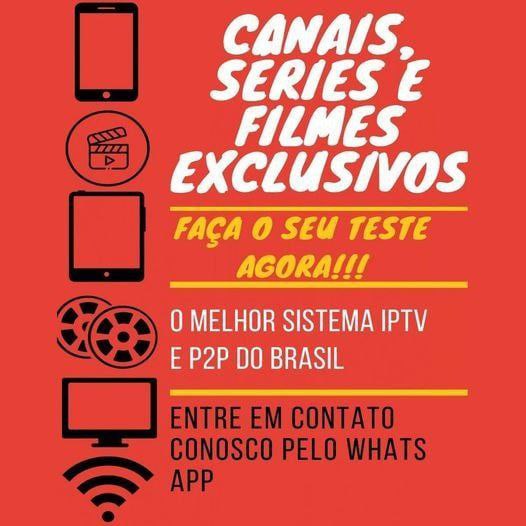 CANAIS,
SERIES E
FILMES
EXCLUSIVOS
FAÇA O SEU TESTE
AGORA!!!
O MELHOR SISTEMA IPTV
E P2P DO BRASIL
ENTRE EM CONTATO
CONOSCO PELO WHATS
APP